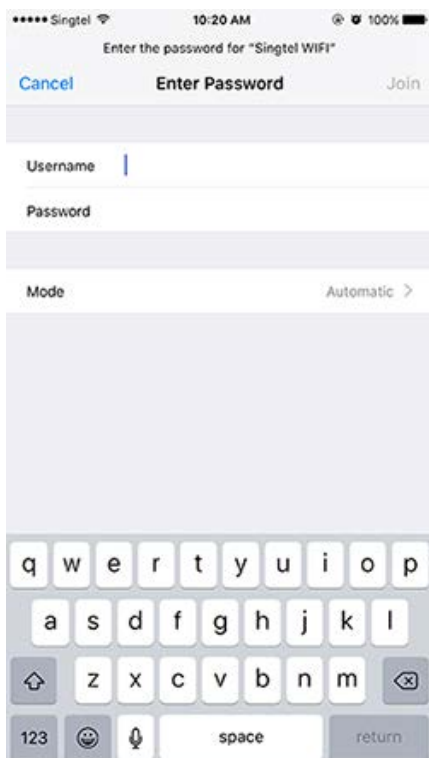 Singtel 10:20 AM 100%
Enter the password for "Singtel WIFI"
Cancel Enter Password Join
Username
Password
Mode Automatic
q w e r t y u i o p
a s d f g h j k l
z x c v b n m
123 space return